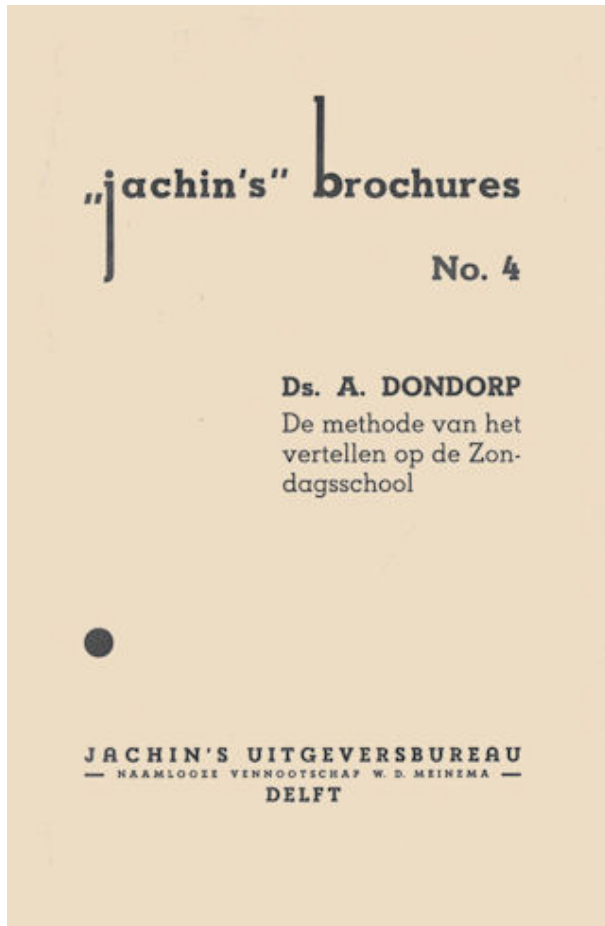 „jachin's" brochures
No. 4
Ds. A. DONDORP
De methode van het
vertellen op de Zon-
dagsschool
JACHIN'S UITGEVERSBUREAU
— NAAMLOOZE VENNOOTSCHAP W. D. MEINEMA —
DELFT